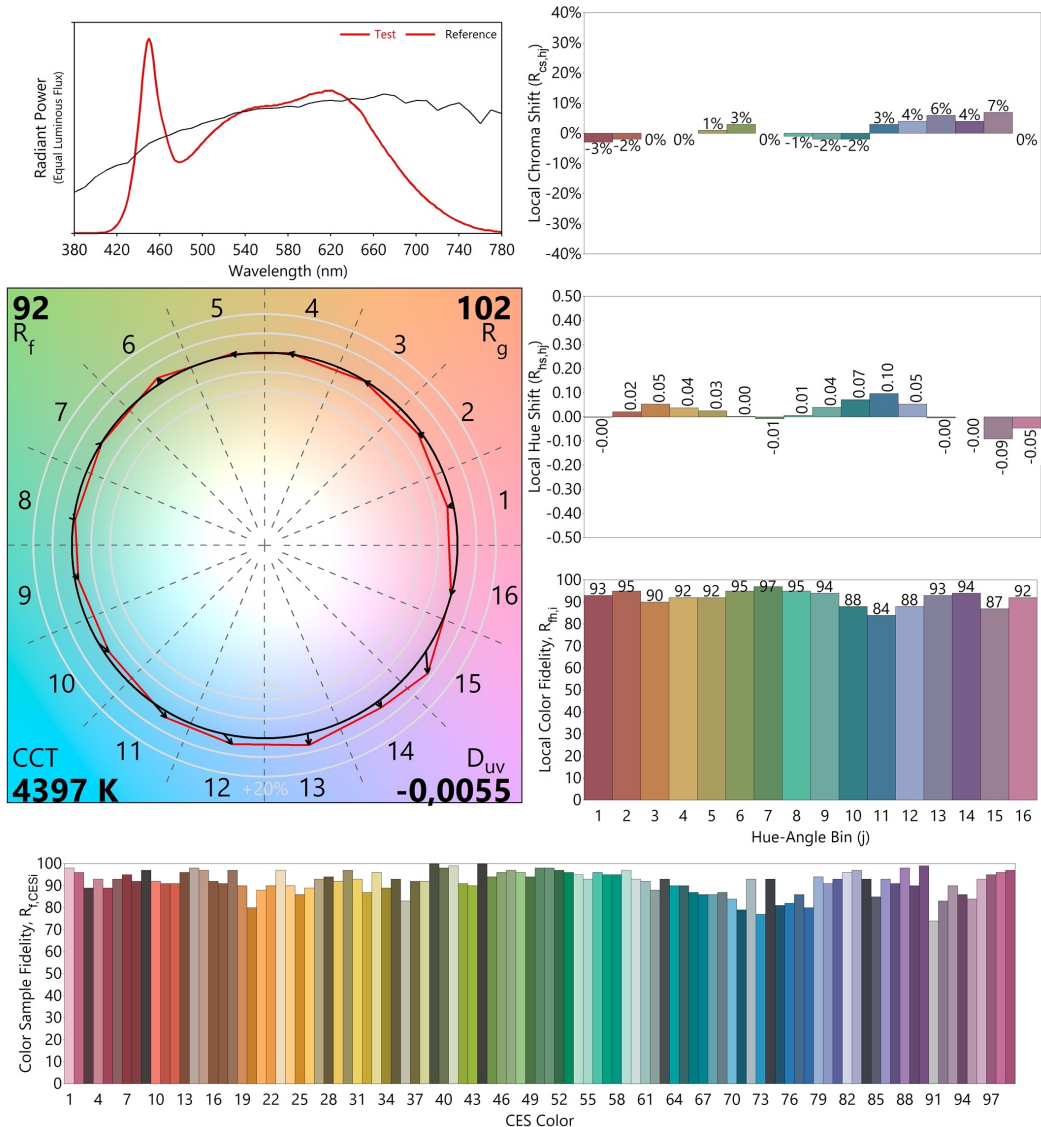 Test Reference
Radiant Power
(Equal Luminous Flux)
380 420 460 500 540 580 620 660 700 740 780
Wavelength (nm)
40%
30%
20%
10%
0%
-10%
-20%
-30%
-40%
Local Chroma Shift (Rcs,hj)
-3% -2% 0% 0% 1% 3% 0% -1% -2% -2% 3% 4% 6% 4% 7% 0%
92
Rf
102
Rg
CCT
4397 K
Duv
-0,0055
1
2
3
4
5
6
7
8
9
10
11
12
13
14
15
16
+20%
0.50
0.40
0.30
0.20
0.10
0.00
-0.10
-0.20
-0.30
-0.40
-0.50
Local Hue Shift (Rhs,hj)
-0.00 0.02 0.05 0.04 0.03 0.00 -0.01 0.01 0.04 0.07 0.10 0.05 -0.00 -0.00 -0.09 -0.05
100
90
80
70
60
50
40
30
20
10
0
Local Color Fidelity, Rfh,i
93 95 90 92 92 95 97 95 94 88 84 88 93 94 87 92
1 2 3 4 5 6 7 8 9 10 11 12 13 14 15 16
Hue-Angle Bin (j)
100
90
80
70
60
50
40
30
20
10
0
Color Sample Fidelity, Rf,CESi
1 4 7 10 13 16 19 22 25 28 31 34 37 40 43 46 49 52 55 58 61 64 67 70 73 76 79 82 85 88 91 94 97
CES Color